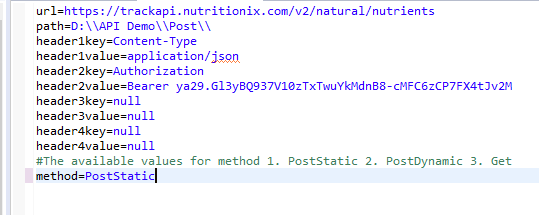 url=https://trackapi.nutritionix.com/v2/natural/nutrients
path=D:\\API Demo\\Post\\
header1key=Content-Type
header1value=application/json
header2key=Authorization
header2value=Bearer ya29.Gl3yBQ937V10zTxTwuYkMdnB8-cMFC6zCP7FX4tJv2M
header3key=null
header3value=null
header4key=null
header4value=null
#The available values for method 1. PostStatic 2. PostDynamic 3. Get
method=PostStatic